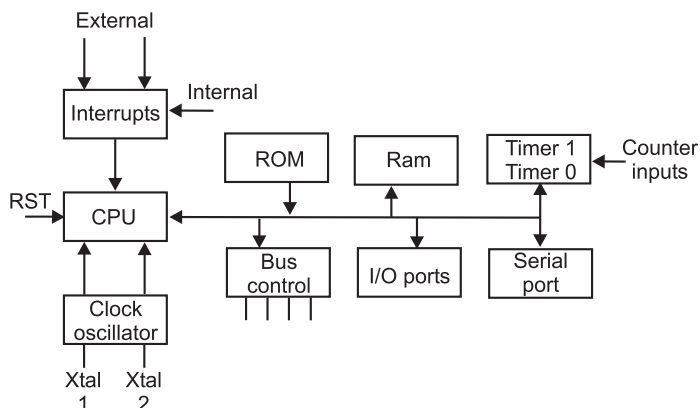 External
Interrupts
Internal
ROM
Ram
Timer 1
Timer 0
Counter
inputs
RST
CPU
Bus
control
I/O ports
Serial
port
Clock
oscillator
Xtal
1
Xtal
2